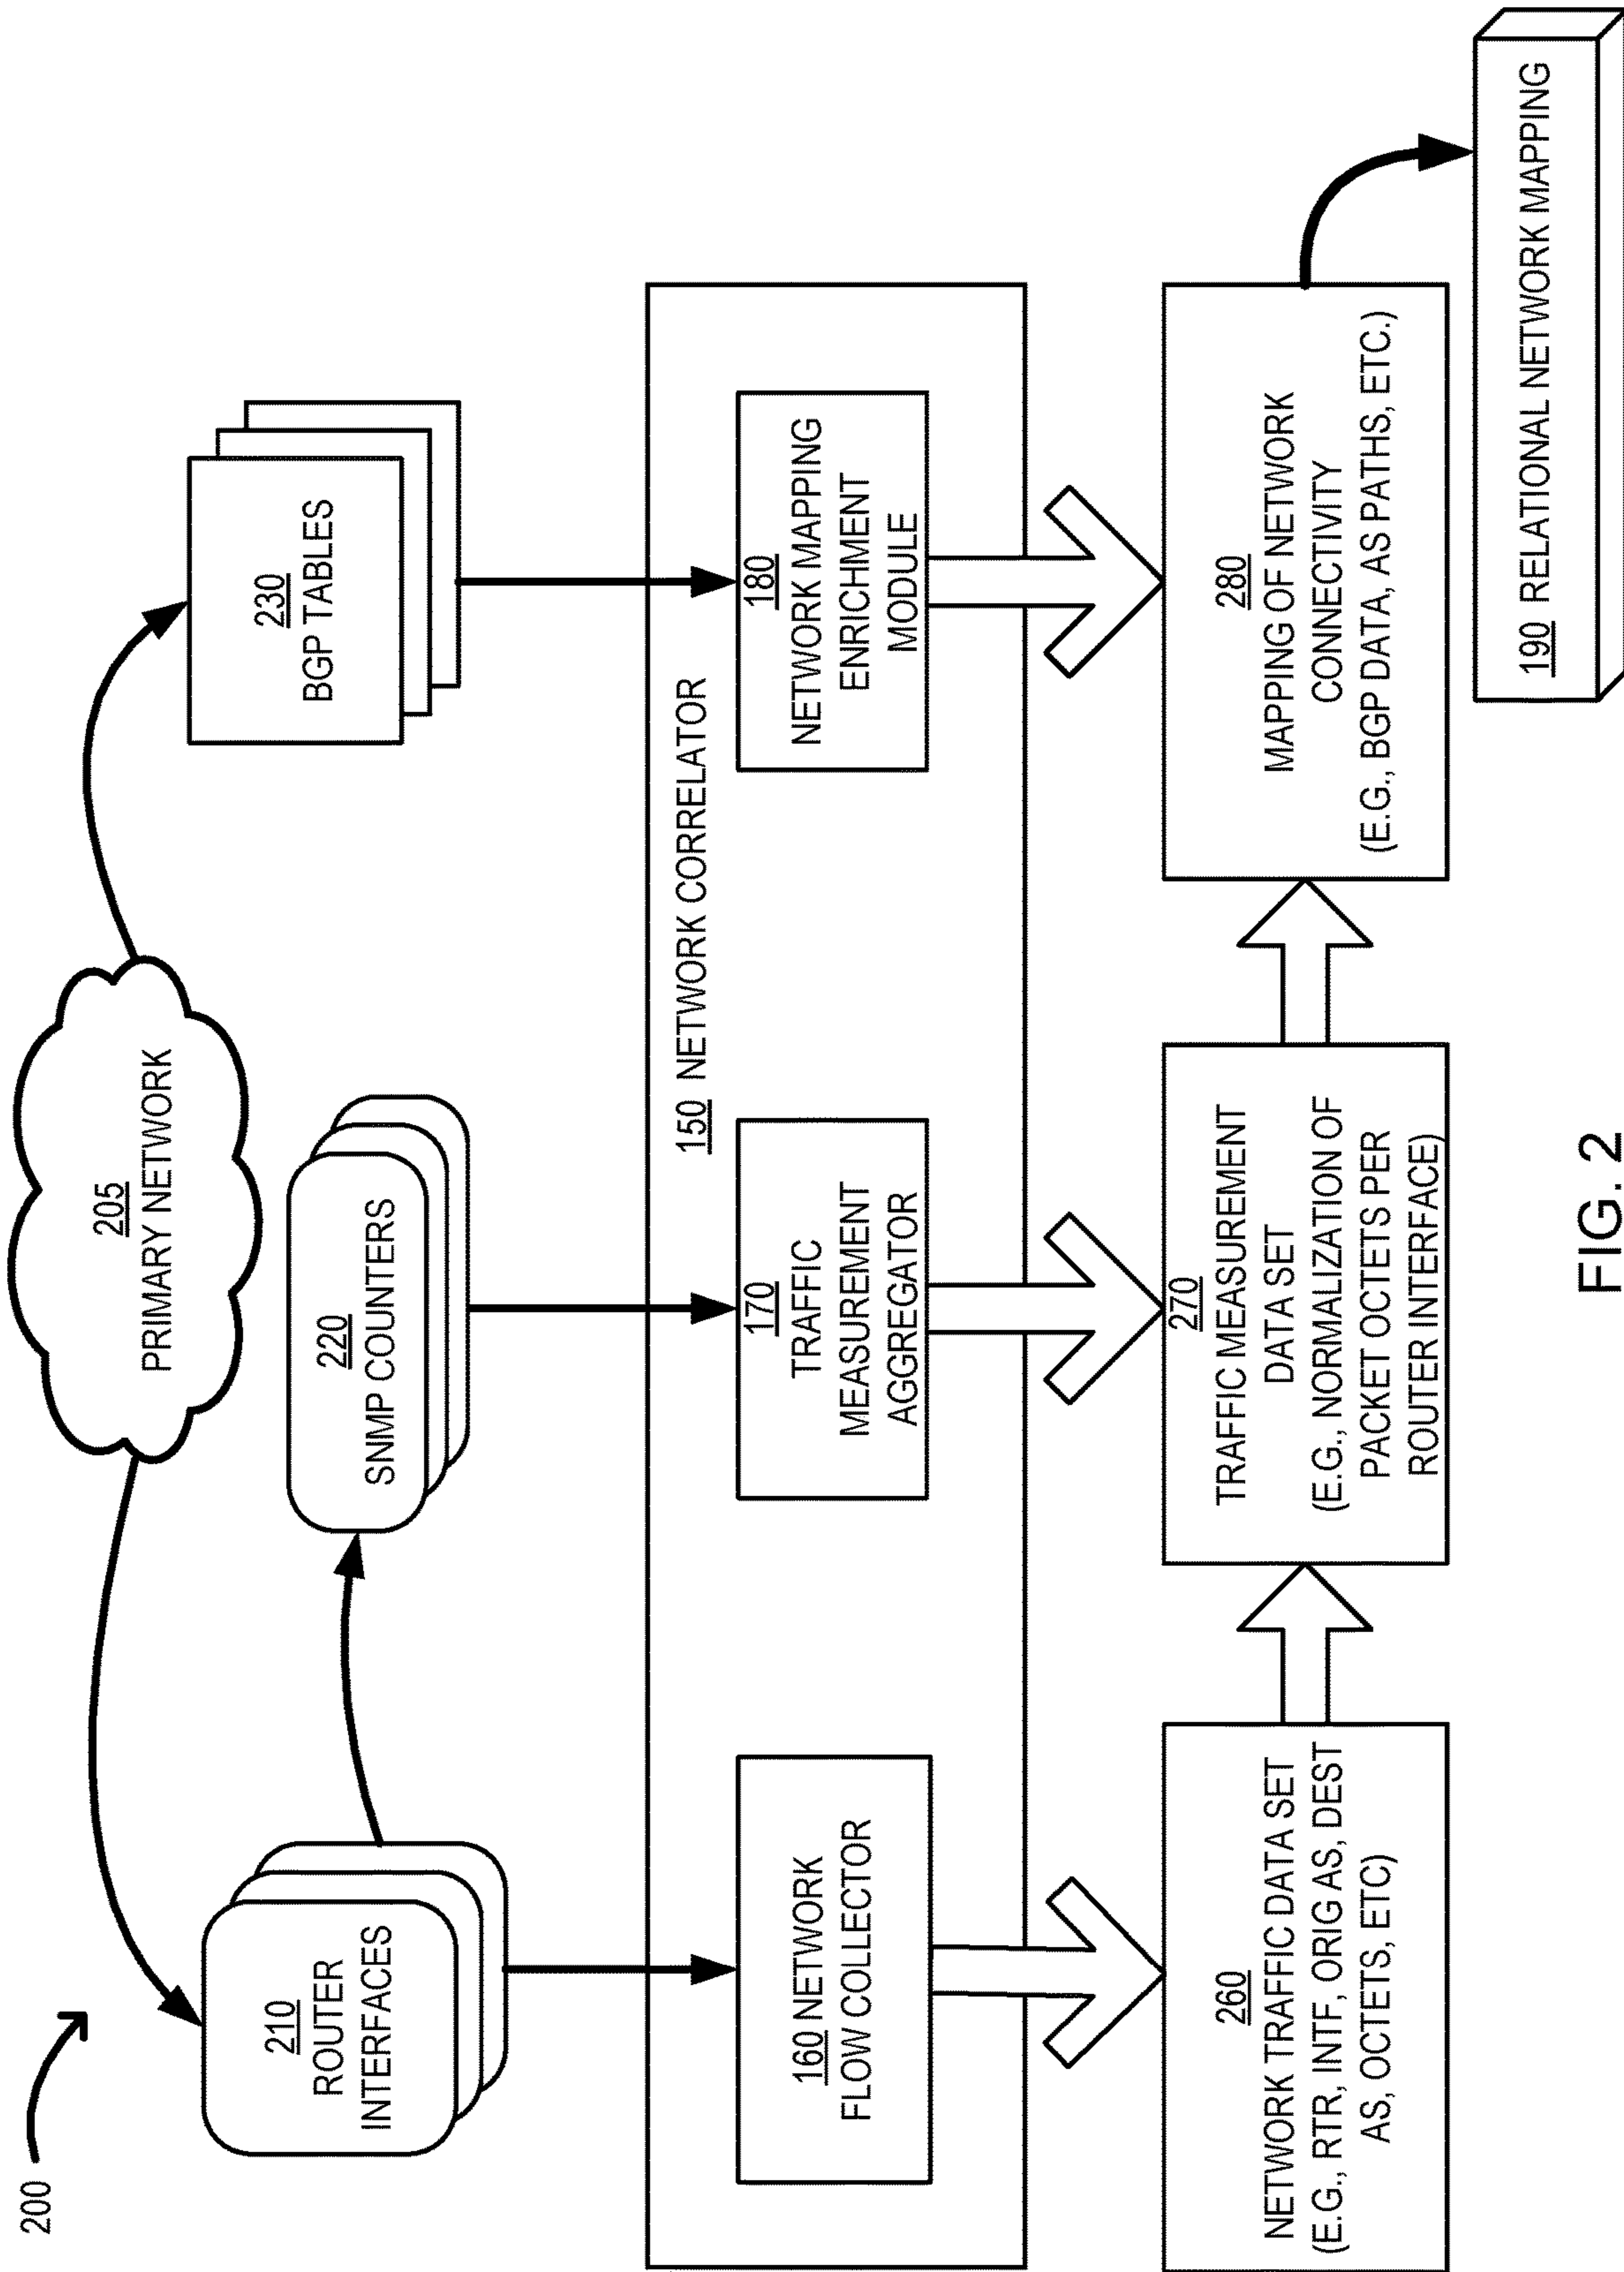 200
205
PRIMARY NETWORK
210
ROUTER
INTERFACES
220
SNMP COUNTERS
230
BGP TABLES
150 NETWORK CORRELATOR
160 NETWORK
FLOW COLLECTOR
170
TRAFFIC
MEASUREMENT
AGGREGATOR
180
NETWORK MAPPING
ENRICHMENT
MODULE
260
NETWORK TRAFFIC DATA SET
(E.G., RTR, INTF, ORIG AS, DEST
AS, OCTETS, ETC)
270
TRAFFIC MEASUREMENT
DATA SET
(E.G., NORMALIZATION OF
PACKET OCTETS PER
ROUTER INTERFACE)
280
MAPPING OF NETWORK
CONNECTIVITY
(E.G., BGP DATA, AS PATHS, ETC.)
190 RELATIONAL NETWORK MAPPING
FIG. 2